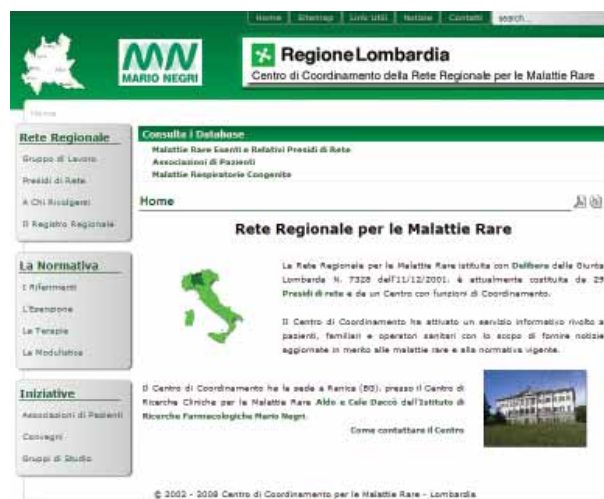 Home | Sitemap | Link Utili | Notizie | Contatti search...
MARIO NEGRI
RegioneLombardia
Centro di Coordinamento della Rete Regionale per le Malattie Rare
Home
Rete Regionale
Gruppo di Lavoro
Presidi di Rete
A Chi Rivolgersi
Il Registro Regionale
La Normativa
I Riferimenti
L'Esenzione
Le Terapie
La Modulistica
Iniziative
Associazioni di Pazienti
Convegni
Gruppi di Studio
Consulta i Database
Malattie Rare Esenti e Relativi Presidi di Rete
Associazioni di Pazienti
Malattie Respiratorie Congenite
Home
Rete Regionale per le Malattie Rare
La Rete Regionale per le Malattie Rare istituita con Delibera della Giunta
Lombarda N. 7328 dell'11/12/2001, è attualmente costituita da 29
Presidi di rete e da un Centro con funzioni di Coordinamento.
Il Centro di Coordinamento ha attivato un servizio informativo rivolto a
pazienti, familiari e operatori sanitari con lo scopo di fornire notizie
aggiornate in merito alle malattie rare e alla normativa vigente.
Il Centro di Coordinamento ha la sede a Ranica (BG), presso il Centro di
Ricerche Cliniche per le Malattie Rare Aldo e Cele Daccò dell'Istituto di
Ricerche Farmacologiche Mario Negri.
Come contattare il Centro
© 2002 - 2008 Centro di Coordinamento per le Malattie Rare - Lombardia